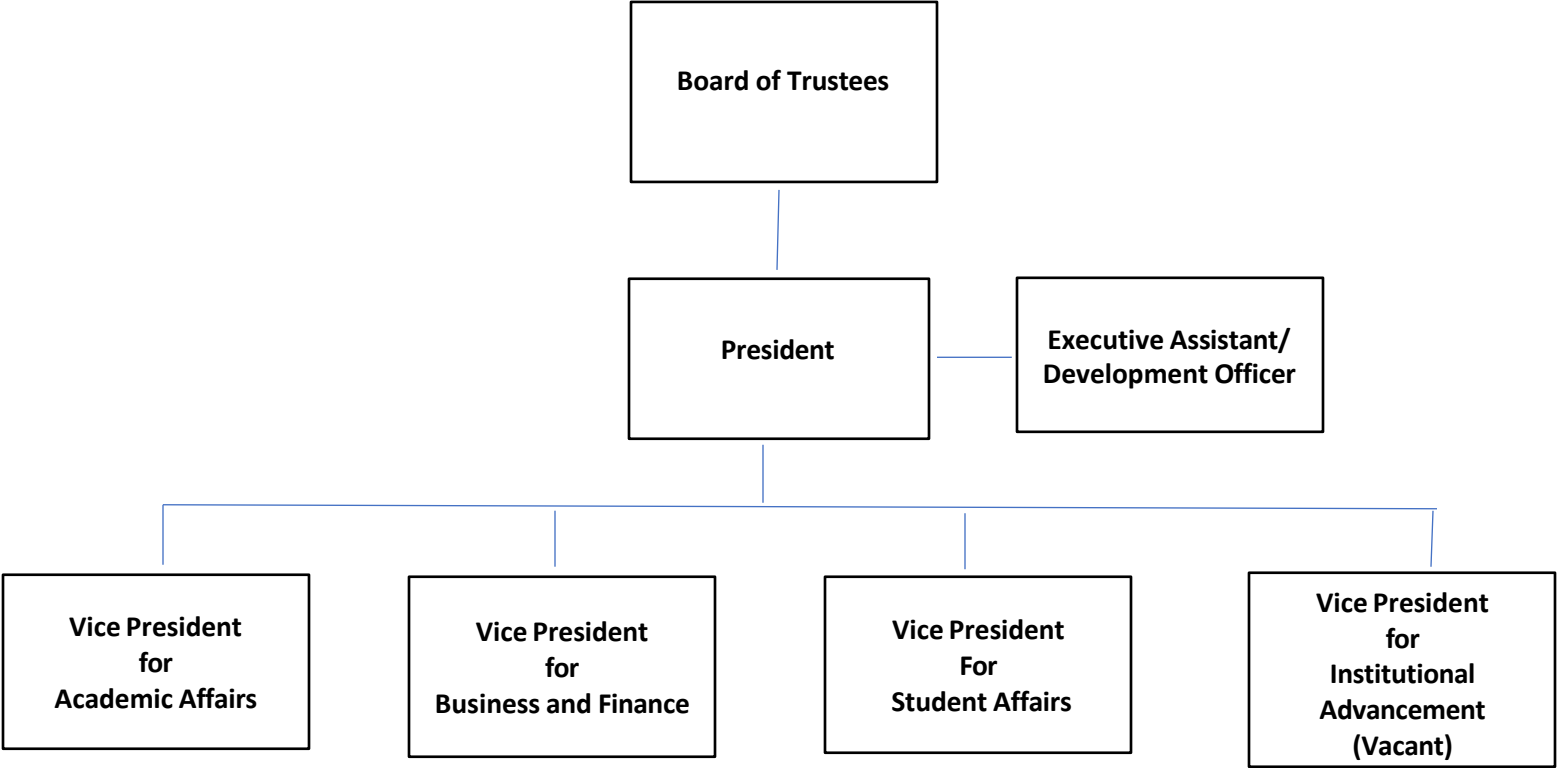 Board of Trustees
President
Executive Assistant/
Development Officer
Vice President
for
Academic Affairs
Vice President
for
Business and Finance
Vice President
For
Student Affairs
Vice President
for
Institutional
Advancement
(Vacant)